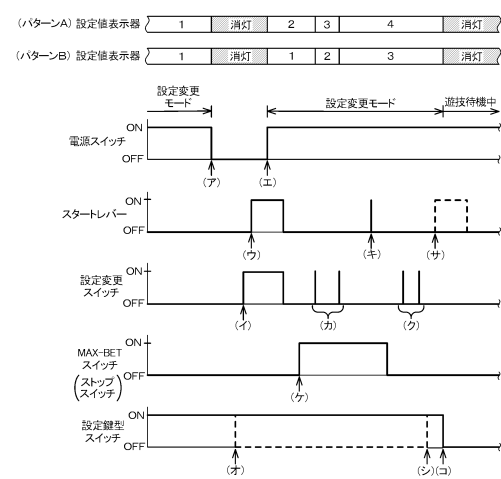 (パターンA) 設定値表示器 1 消灯 2 3 4 消灯
(パターンB) 設定値表示器 1 消灯 1 2 3 消灯
設定変更
モード
設定変更モード
遊技待機中
電源スイッチ
ON
OFF
(ア)
(エ)
スタートレバー
ON
OFF
(ウ)
(キ)
(サ)
設定変更
スイッチ
ON
OFF
(イ)
(カ)
(ク)
MAX-BET
スイッチ
(ストップ
スイッチ)
ON
OFF
(ケ)
設定鍵型
スイッチ
ON
OFF
(オ)
(シ)(コ)